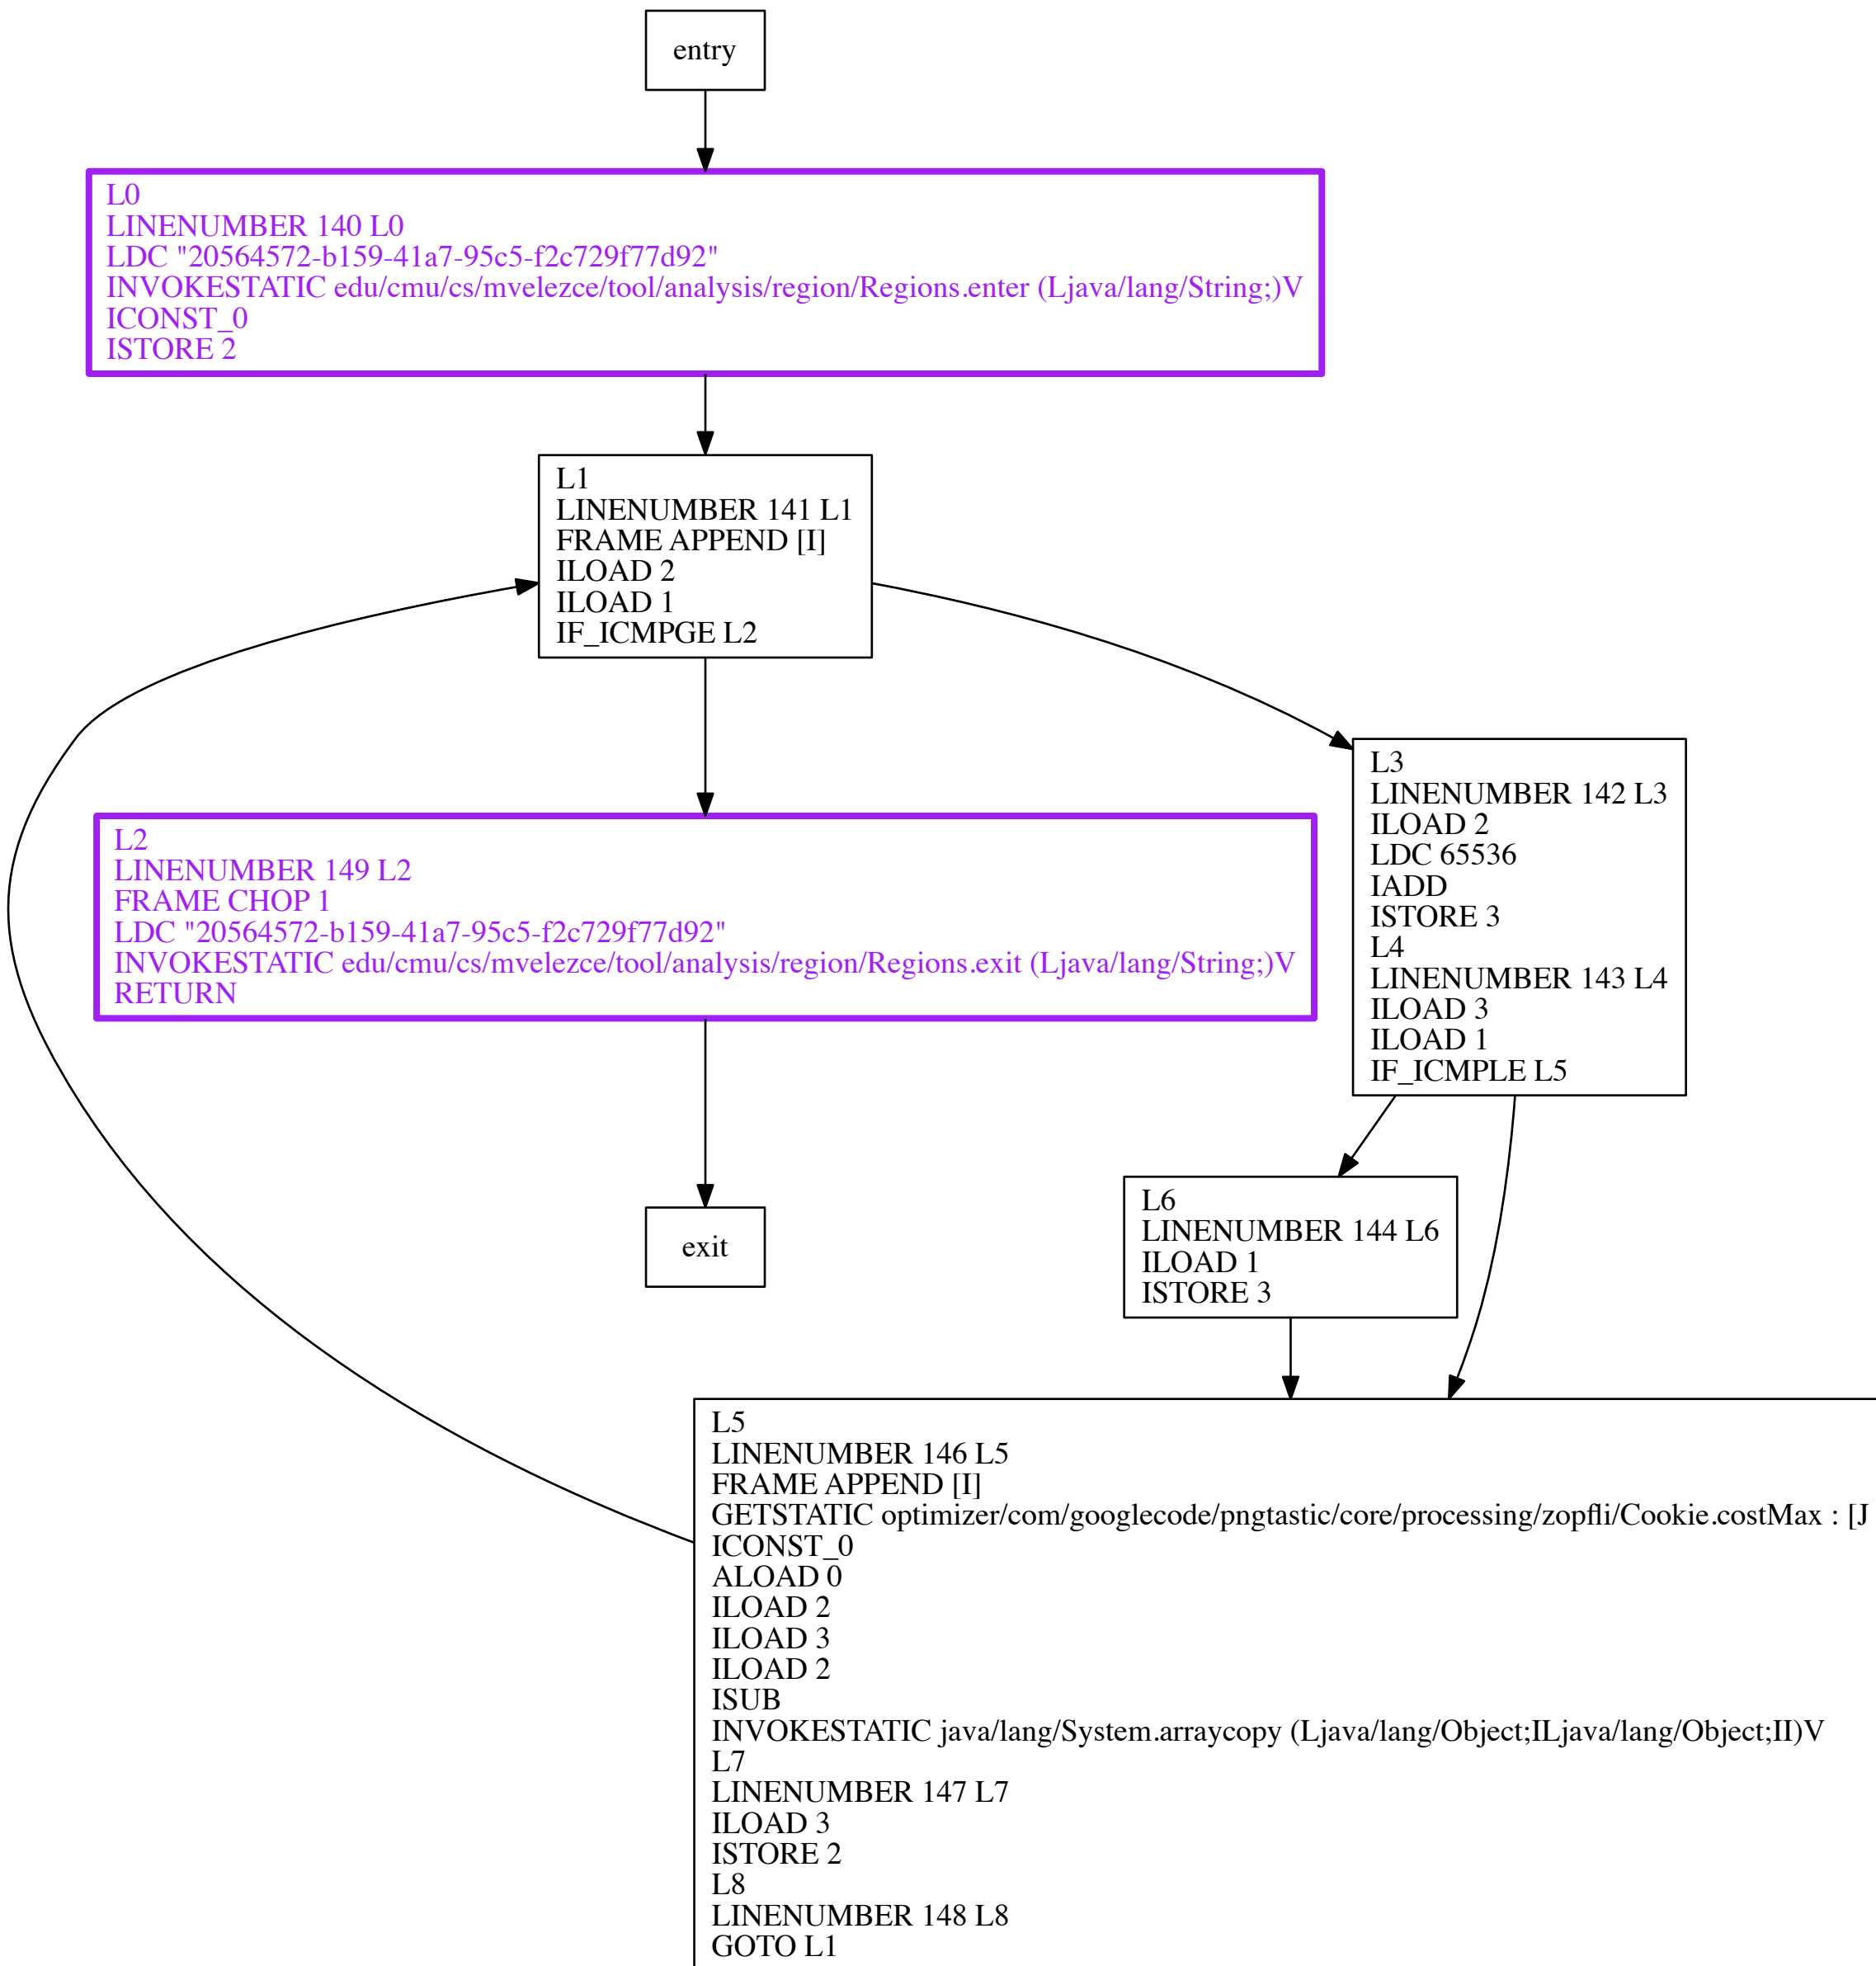 entry
L0
LINENUMBER 140 L0
LDC "20564572-b159-41a7-95c5-f2c729f77d92"
INVOKESTATIC edu/cmu/cs/mvelezce/tool/analysis/region/Regions.enter (Ljava/lang/String;)V
ICONST_0
ISTORE 2
L1
LINENUMBER 141 L1
FRAME APPEND [I]
ILOAD 2
ILOAD 1
IF_ICMPGE L2
L3
LINENUMBER 142 L3
ILOAD 2
LDC 65536
IADD
ISTORE 3
L4
LINENUMBER 143 L4
ILOAD 3
ILOAD 1
IF_ICMPLE L5
L2
LINENUMBER 149 L2
FRAME CHOP 1
LDC "20564572-b159-41a7-95c5-f2c729f77d92"
INVOKESTATIC edu/cmu/cs/mvelezce/tool/analysis/region/Regions.exit (Ljava/lang/String;)V
RETURN
L6
LINENUMBER 144 L6
ILOAD 1
ISTORE 3
exit
L5
LINENUMBER 146 L5
FRAME APPEND [I]
GETSTATIC optimizer/com/googlecode/pngtastic/core/processing/zopfli/Cookie.costMax : [J
ICONST_0
ALOAD 0
ILOAD 2
ILOAD 3
ILOAD 2
ISUB
INVOKESTATIC java/lang/System.arraycopy (Ljava/lang/Object;ILjava/lang/Object;II)V
L7
LINENUMBER 147 L7
ILOAD 3
ISTORE 2
L8
LINENUMBER 148 L8
GOTO L1